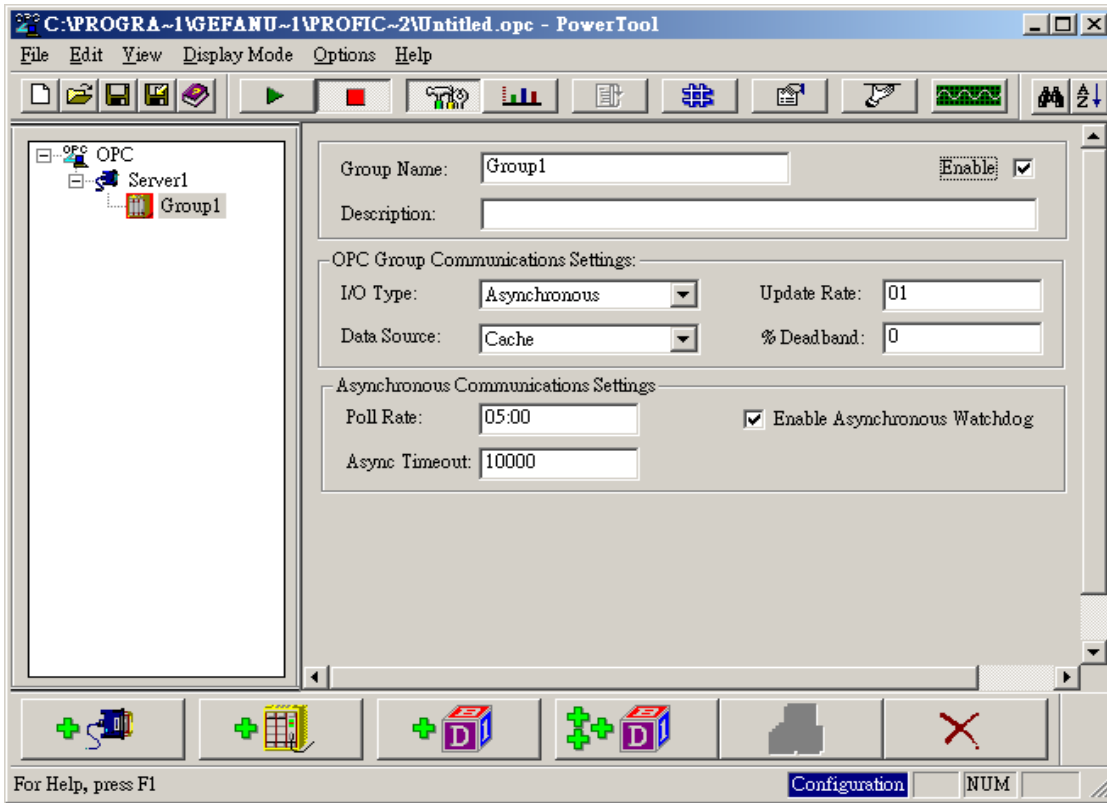 C:\PROGRA~1\GEFANU~1\PROFIC~2\Untitled.opc - PowerTool
File Edit View Display Mode Options Help
OPC
Server1
Group1
Group Name: Group1 Enable
Description:
OPC Group Communications Settings:
I/O Type: Asynchronous Update Rate: 01
Data Source: Cache % Deadband: 0
Asynchronous Communications Settings
Poll Rate: 05:00 Enable Asynchronous Watchdog
Async Timeout: 10000
For Help, press F1 Configuration NUM